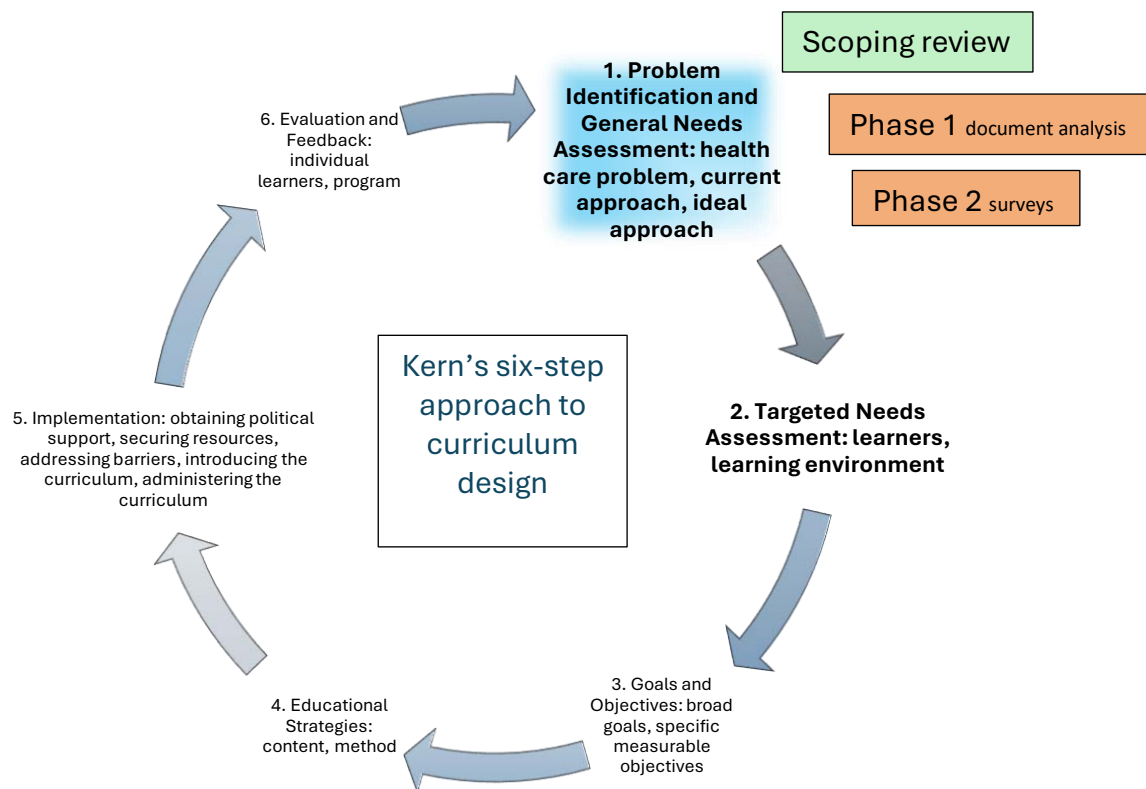 Scoping review
1. Problem
Identification and
General Needs
Assessment: health
care problem, current
approach, ideal
approach
Phase 1 document analysis
Phase 2 surveys
6. Evaluation and
Feedback:
individual
learners, program
Kern’s six-step
approach to
curriculum
design
2. Targeted Needs
Assessment: learners,
learning environment
5. Implementation: obtaining political
support, securing resources,
addressing barriers, introducing the
curriculum, administering the
curriculum
3. Goals and
Objectives: broad
goals, specific
measurable
objectives
4. Educational
Strategies:
content, method